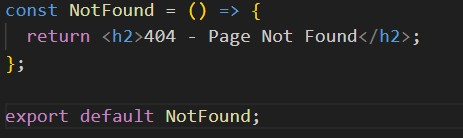 const NotFound = () => {
  return <h2>404 - Page Not Found</h2>;
};

export default NotFound;